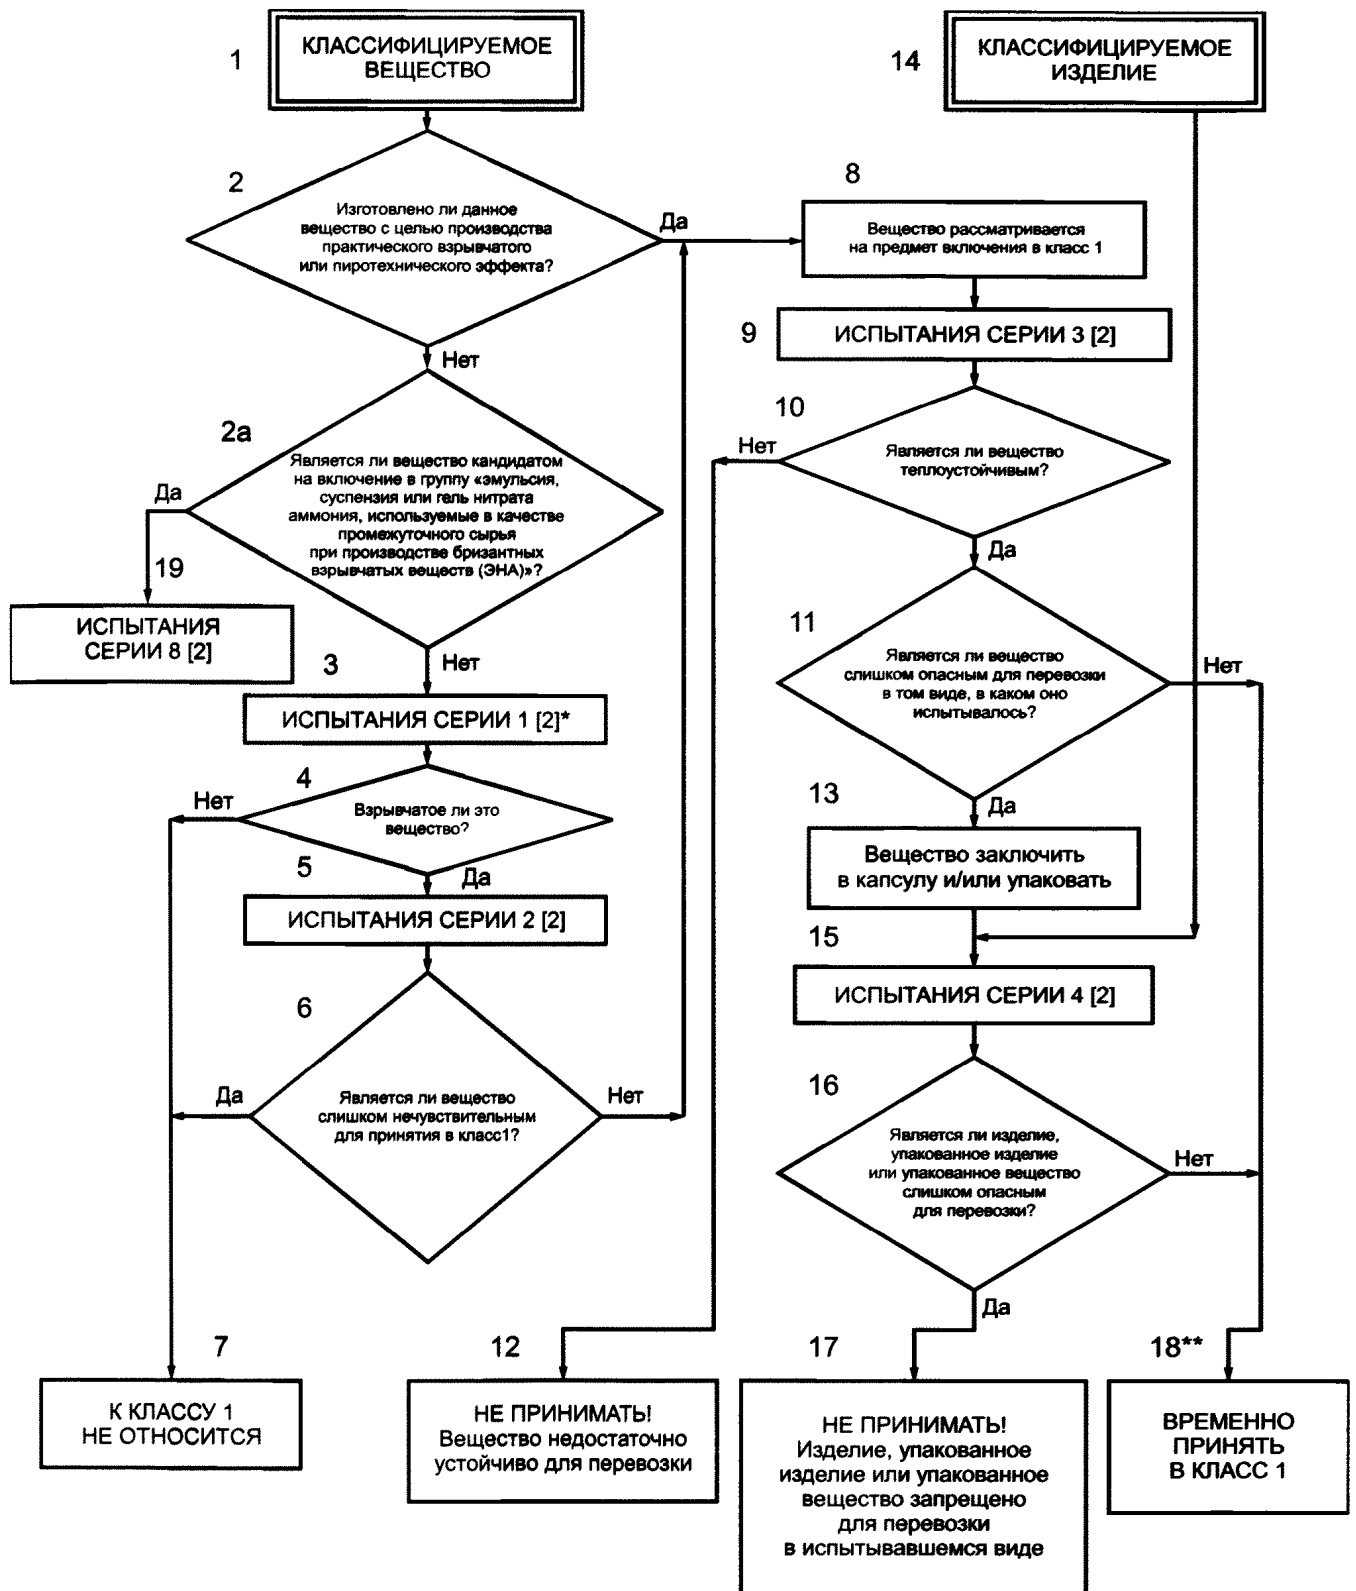 1
КЛАССИФИЦИРУЕМОЕ
ВЕЩЕСТВО
14
КЛАССИФИЦИРУЕМОЕ
ИЗДЕЛИЕ
2
Изготовлено ли данное
вещество с целью производства
практического взрывчатого
или пиротехнического эффекта?
Да
Нет
8
Вещество рассматривается
на предмет включения в класс 1
9
ИСПЫТАНИЯ СЕРИИ 3 [2]
10
Нет
Является ли вещество
теплоустойчивым?
Да
2а
Является ли вещество кандидатом
на включение в группу «эмульсия,
суспензия или гель нитрата
аммония, используемые в качестве
промежуточного сырья
при производстве бризантных
взрывчатых веществ (ЭНА)»?
Да
19
ИСПЫТАНИЯ
СЕРИИ 8 [2]
Нет
11
Является ли вещество
слишком опасным для перевозки
в том виде, в каком оно
испытывалось?
Нет
Да
3
ИСПЫТАНИЯ СЕРИИ 1 [2]*
4
Нет
Взрывчатое ли это
вещество?
Да
5
ИСПЫТАНИЯ СЕРИИ 2 [2]
13
Вещество заключить
в капсулу и/или упаковать
15
ИСПЫТАНИЯ СЕРИИ 4 [2]
6
Да
Является ли вещество
слишком нечувствительным
для принятия в класс1?
Нет
16
Является ли изделие,
упакованное изделие
или упакованное вещество
слишком опасным
для перевозки?
Нет
Да
7
К КЛАССУ 1
НЕ ОТНОСИТСЯ
12
НЕ ПРИНИМАТЬ!
Вещество недостаточно
устойчиво для перевозки
17
НЕ ПРИНИМАТЬ!
Изделие, упакованное
изделие или упакованное
вещество запрещено
для перевозки
в испытывавшемся виде
18**
ВРЕМЕННО
ПРИНЯТЬ
В КЛАСС 1